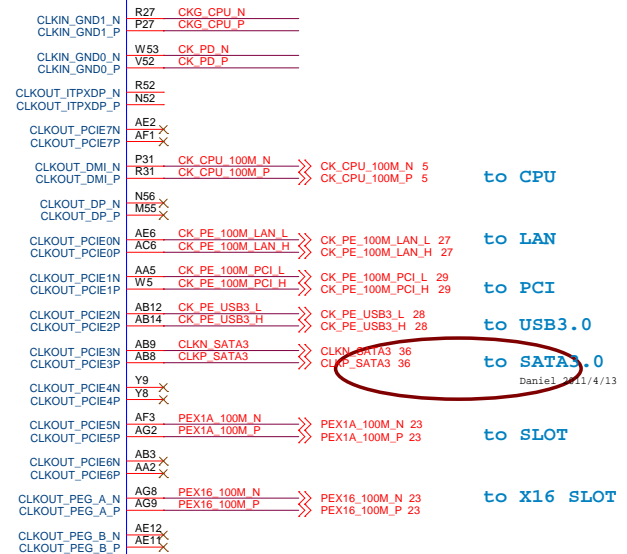 CLKIN_GND1_N R27 CKG_CPU_N
CLKIN_GND1_P P27 CKG_CPU_P
CLKIN_GND0_N W53 CK_PD_N
CLKIN_GND0_P V52 CK_PD_P
CLKOUT_ITPXDP_N R52
CLKOUT_ITPXDP_P N52
CLKOUT_PCIE7N AE2
CLKOUT_PCIE7P AF1
CLKOUT_DMI_N P31 CK_CPU_100M_N CK_CPU_100M_N 5
CLKOUT_DMI_P R31 CK_CPU_100M_P CK_CPU_100M_P 5
to CPU
CLKOUT_DP_N N56
CLKOUT_DP_P M55
CLKOUT_PCIE0N AE6 CK_PE_100M_LAN_L CK_PE_100M_LAN_L 27
CLKOUT_PCIE0P AC6 CK_PE_100M_LAN_H CK_PE_100M_LAN_H 27
to LAN
CLKOUT_PCIE1N AA5 CK_PE_100M_PCI_L CK_PE_100M_PCI_L 29
CLKOUT_PCIE1P W5 CK_PE_100M_PCI_H CK_PE_100M_PCI_H 29
to PCI
CLKOUT_PCIE2N AB12 CK_PE_USB3_L CK_PE_USB3_L 28
CLKOUT_PCIE2P AB14 CK_PE_USB3_H CK_PE_USB3_H 28
to USB3.0
CLKOUT_PCIE3N AB9 CLKN_SATA3 CLKN_SATA3 36
CLKOUT_PCIE3P AB8 CLKP_SATA3 CLKP_SATA3 36
to SATA3.0
Daniel 2011/4/13
CLKOUT_PCIE4N Y9
CLKOUT_PCIE4P Y8
CLKOUT_PCIE5N AF3 PEX1A_100M_N PEX1A_100M_N 23
CLKOUT_PCIE5P AG2 PEX1A_100M_P PEX1A_100M_P 23
to SLOT
CLKOUT_PCIE6N AB3
CLKOUT_PCIE6P AA2
CLKOUT_PEG_A_N AG8 PEX16_100M_N PEX16_100M_N 23
CLKOUT_PEG_A_P AG9 PEX16_100M_P PEX16_100M_P 23
to X16 SLOT
CLKOUT_PEG_B_N AE12
CLKOUT_PEG_B_P AE11